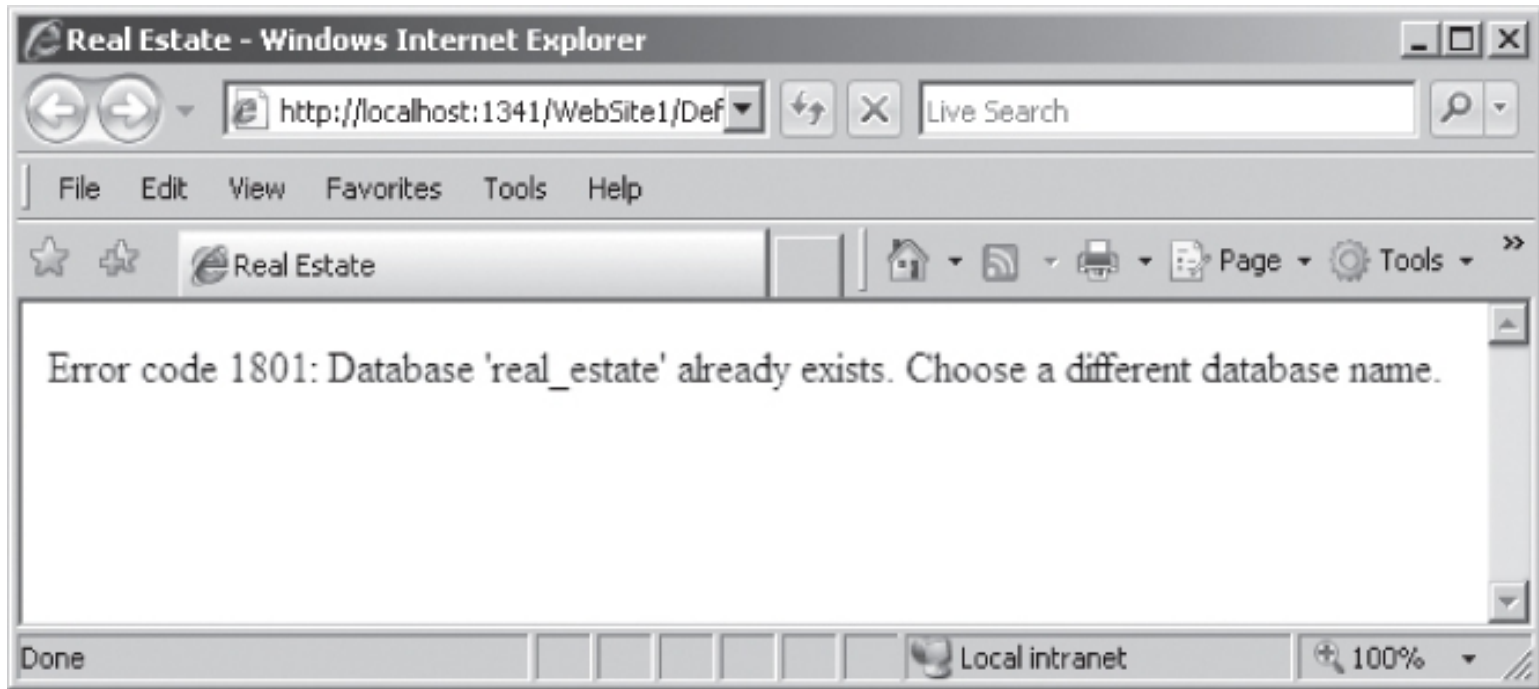 Real Estate - Windows Internet Explorer
http://localhost:1341/WebSite1/Def
Live Search
File Edit View Favorites Tools Help
Real Estate
Page Tools »
Error code 1801: Database 'real_estate' already exists. Choose a different database name.
Done Local intranet 100%